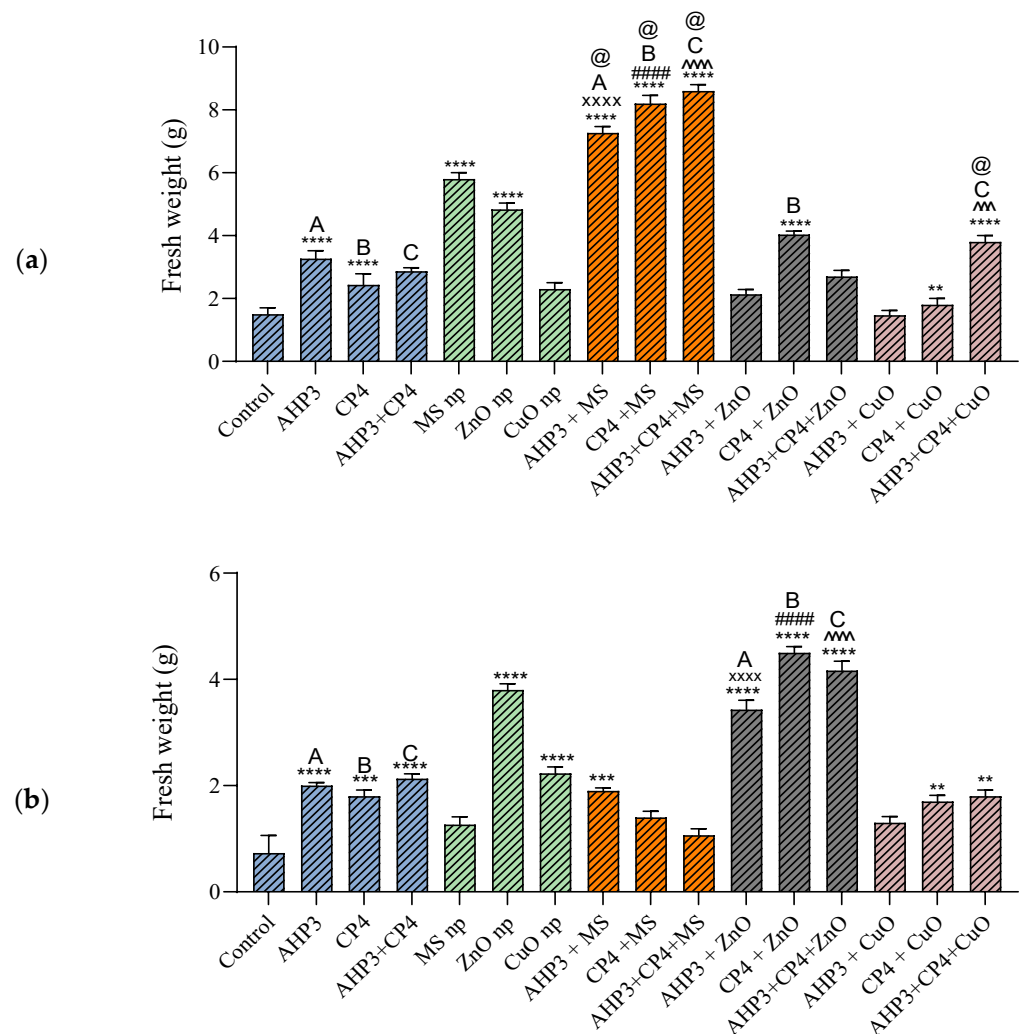 (a)
Fresh weight (g)
10
8
6
4
2
0
A
****
B
****
C
****
****
@
A
xxxx
****
@
B
####
****
@
C
^^^^
****
B
****
**
@
C
^^^
****
Control
AHP3
CP4
AHP3+CP4
MS np
ZnO np
CuO np
AHP3 + MS
CP4 +MS
AHP3+CP4+MS
AHP3 + ZnO
CP4 + ZnO
AHP3+CP4+ZnO
AHP3 + CuO
CP4 + CuO
AHP3+CP4+CuO
(b)
Fresh weight (g)
6
4
2
0
A
****
B
***
C
****
****
****
***
A
xxxx
****
B
####
****
C
^^^^
****
**
**
Control
AHP3
CP4
AHP3+CP4
MS np
ZnO np
CuO np
AHP3 + MS
CP4 +MS
AHP3+CP4+MS
AHP3 + ZnO
CP4 + ZnO
AHP3+CP4+ZnO
AHP3 + CuO
CP4 + CuO
AHP3+CP4+CuO